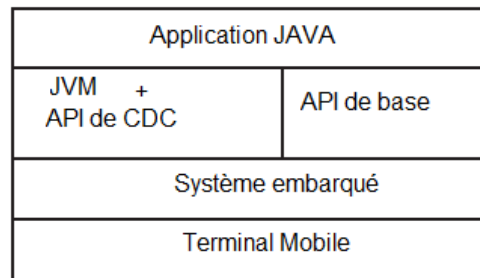 Application JAVA
JVM +
API de CDC
API de base
Système embarqué
Terminal Mobile